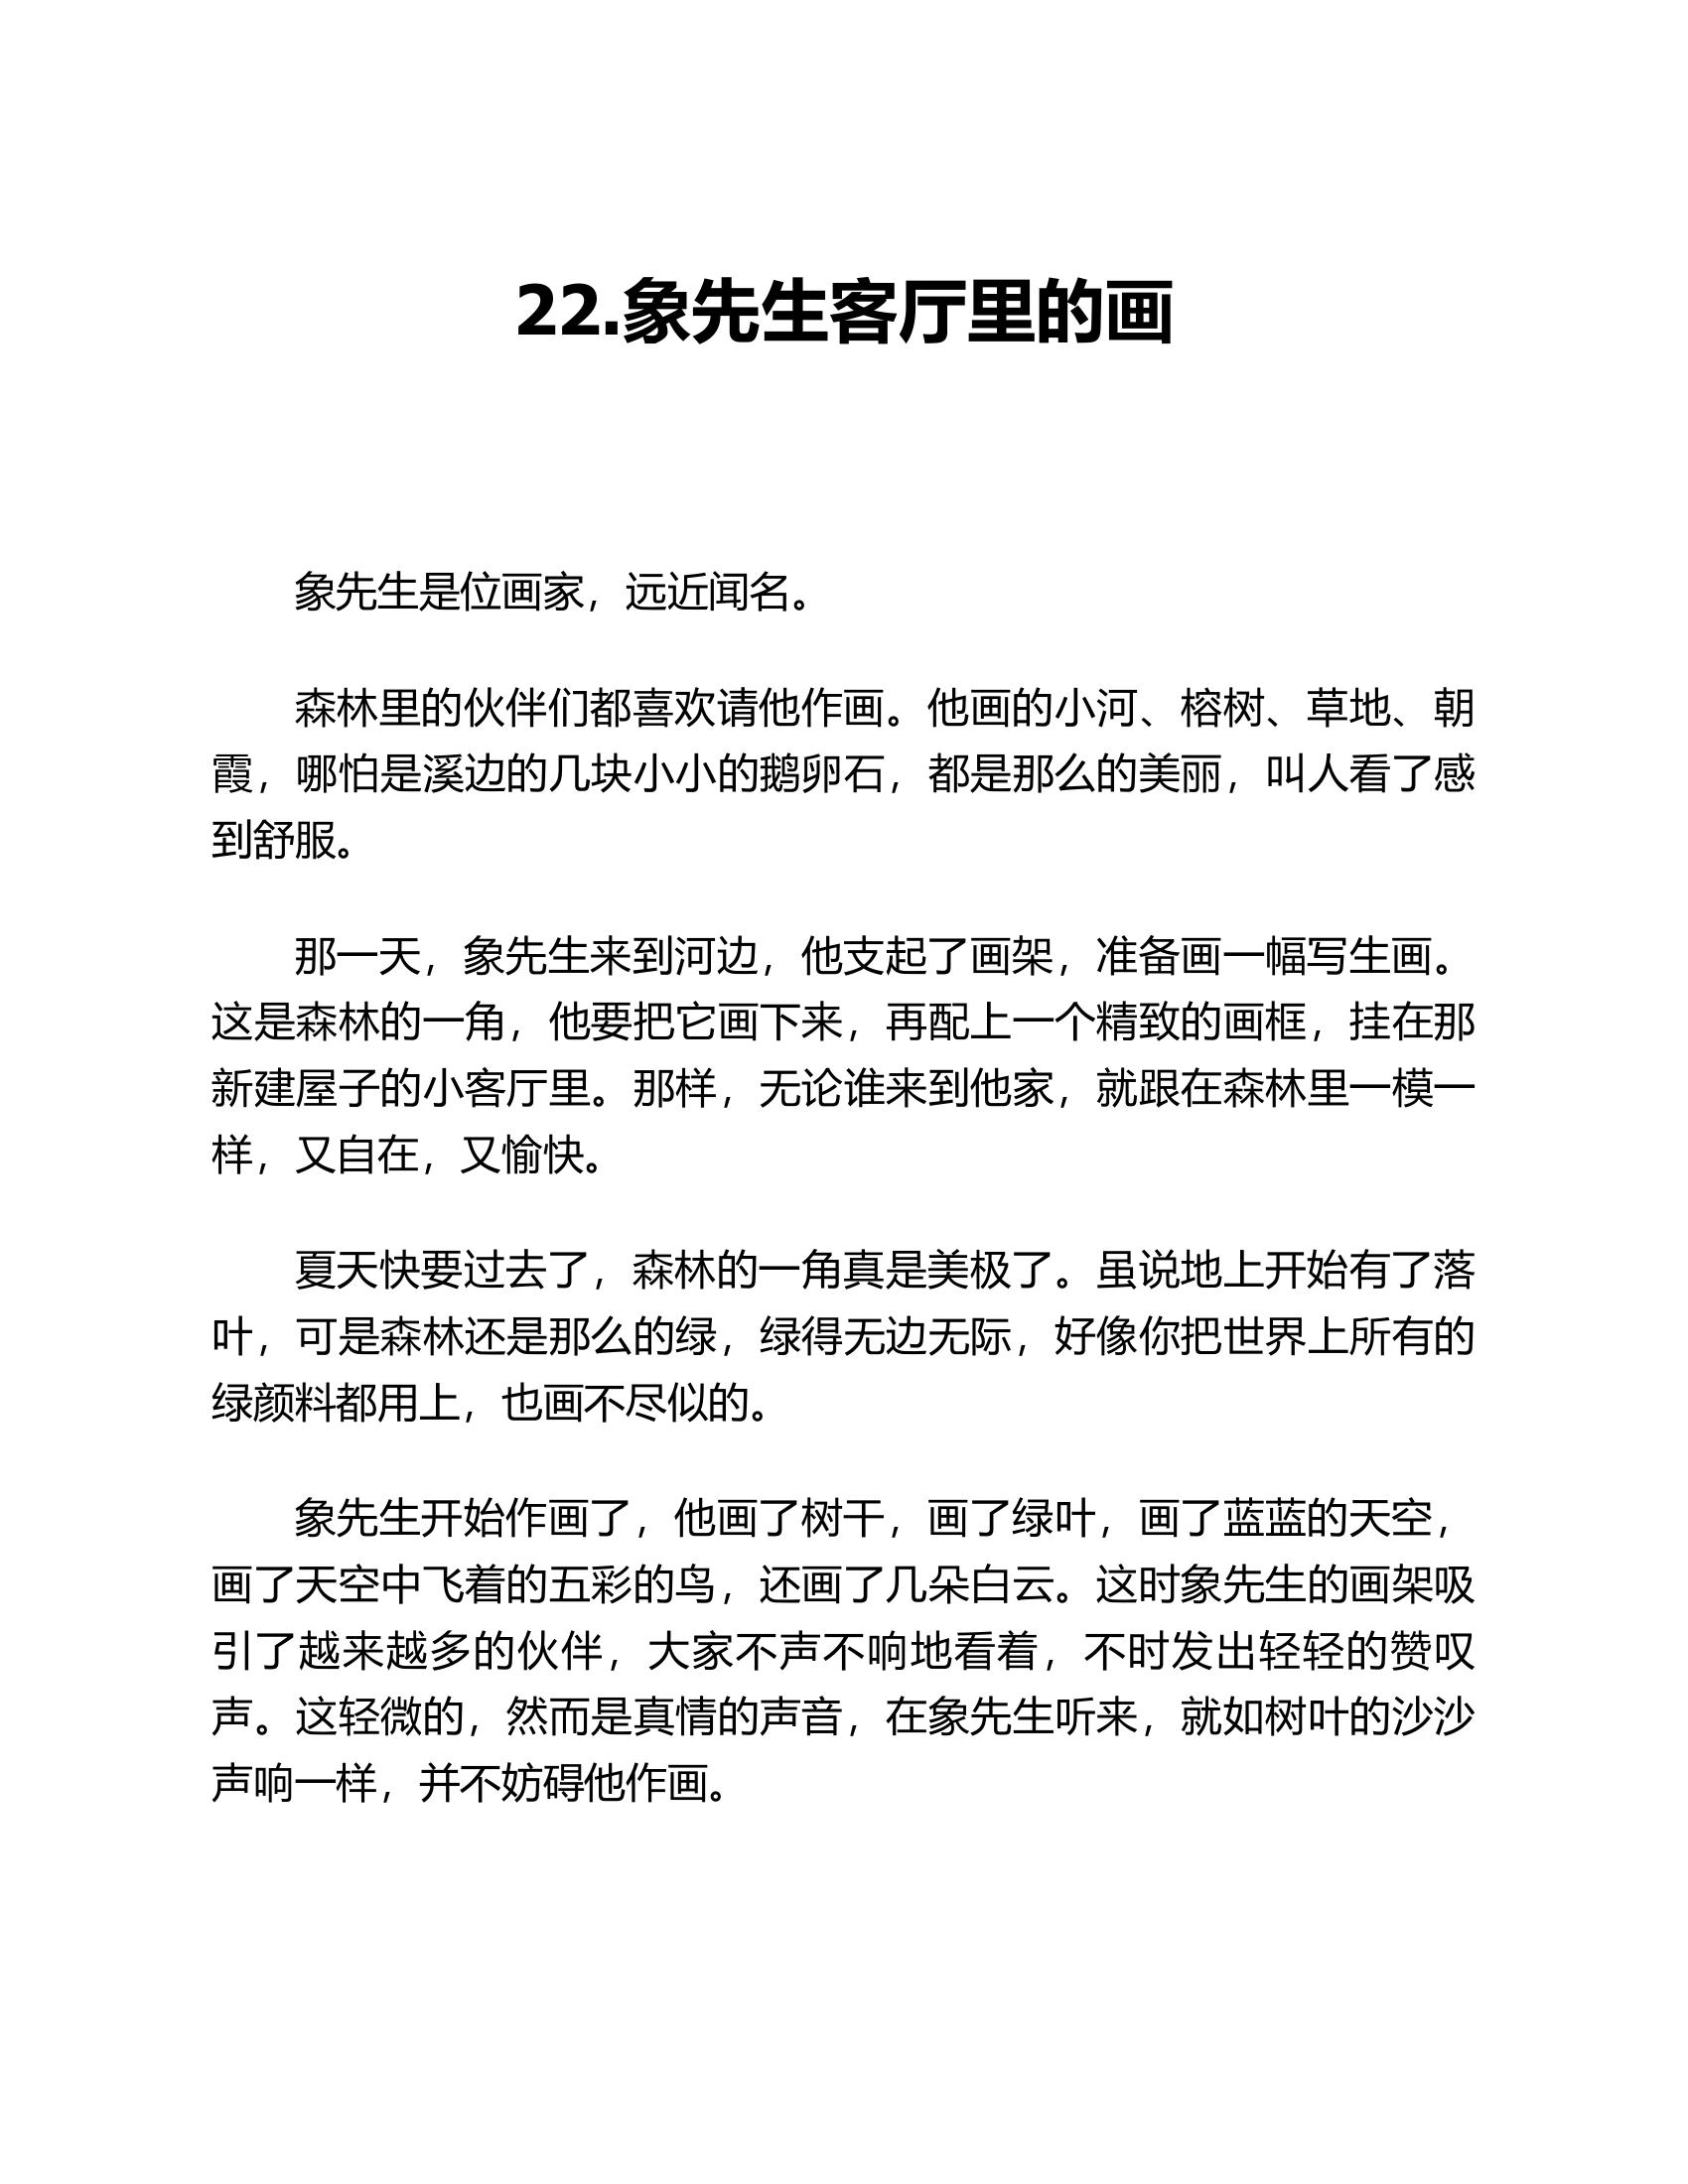 22.象先生客厅里的画
象先生是位画家，远近闻名。
森林里的伙伴们都喜欢请他作画。他画的小河、榕树、草地、朝
霞，哪怕是溪边的几块小小的鹅卵石，都是那么的美丽，叫人看了感
到舒服。
那一天，象先生来到河边，他支起了画架，准备画一幅写生画。
这是森林的一角，他要把它画下来，再配上一个精致的画框，挂在那
新建屋子的小客厅里。那样，无论谁来到他家，就跟在森林里一模一
样，又自在，又愉快。
夏天快要过去了，森林的一角真是美极了。虽说地上开始有了落
叶，可是森林还是那么的绿，绿得无边无际，好像你把世界上所有的
绿颜料都用上，也画不尽似的。
象先生开始作画了，他画了树干，画了绿叶，画了蓝蓝的天空，
画了天空中飞着的五彩的鸟，还画了几朵白云。这时象先生的画架吸
引了越来越多的伙伴，大家不声不响地看着，不时发出轻轻的赞叹
声。这轻微的，然而是真情的声音，在象先生听来，就如树叶的沙沙
声响一样，并不妨碍他作画。